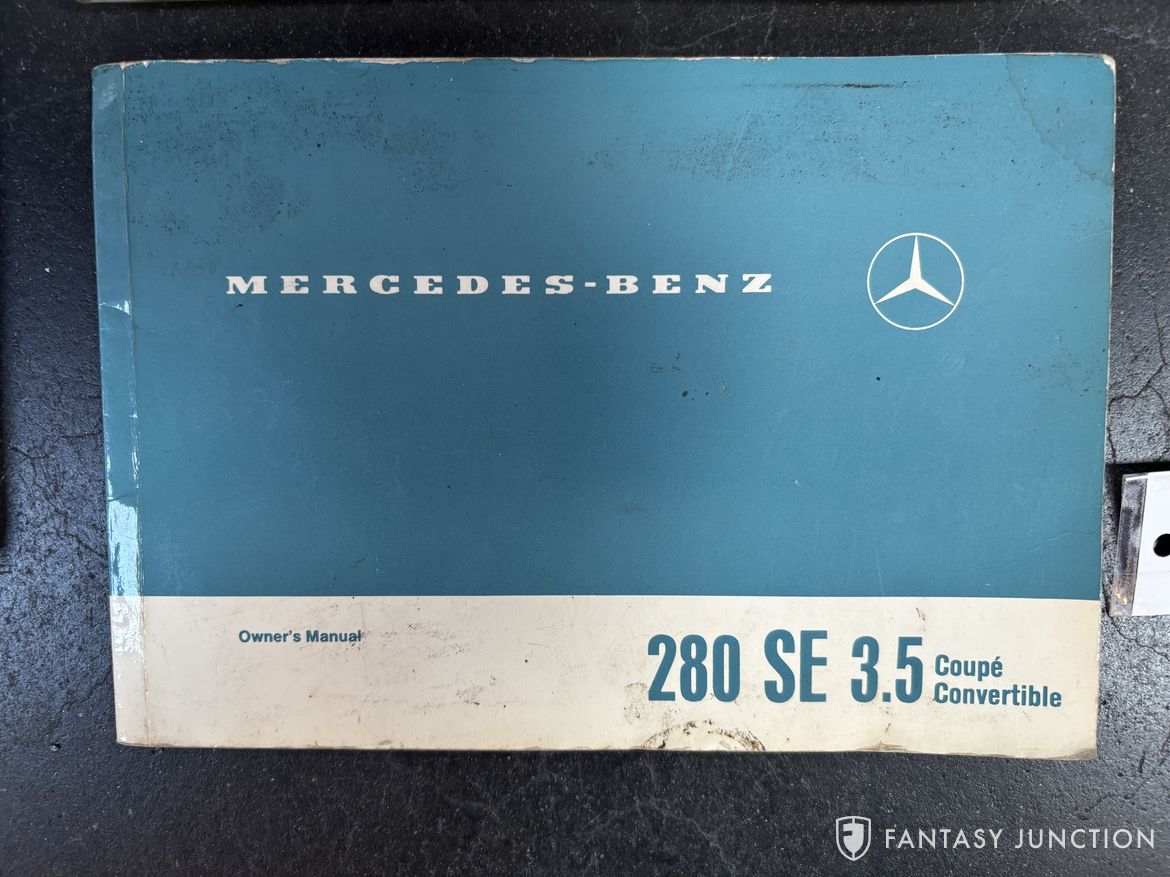 MERCEDES-BENZ
Owner's Manual
280 SE 3.5 Coupé
Convertible
FANTASY JUNCTION